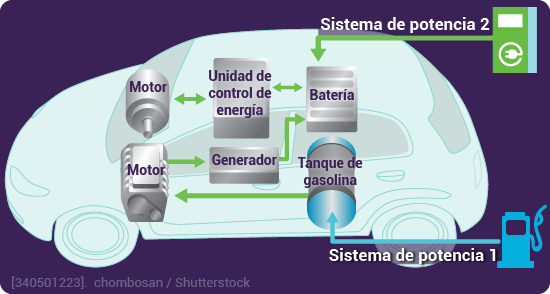 Sistema de potencia 2
Motor
Unidad de
control de
energía
Batería
Motor
Generador
Tanque de
gasolina
Sistema de potencia 1
[340501223]. chombosan / Shutterstock